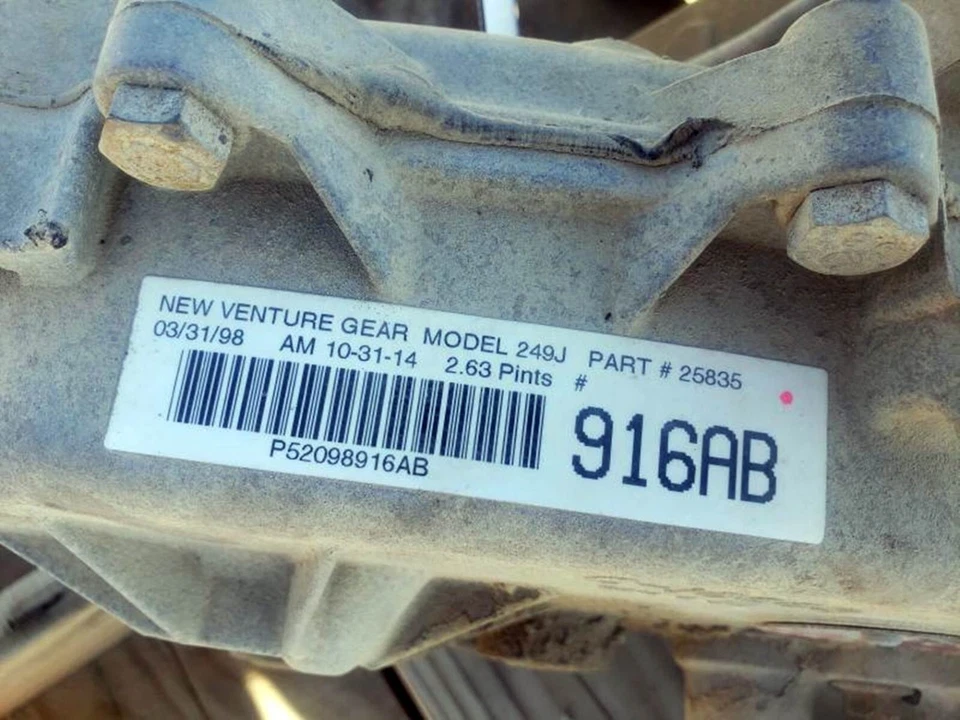 NEW VENTURE GEAR MODEL 249J PART # 25835
03/31/98 AM 10-31-14 2.63 Pints #
916AB
P52098916AB